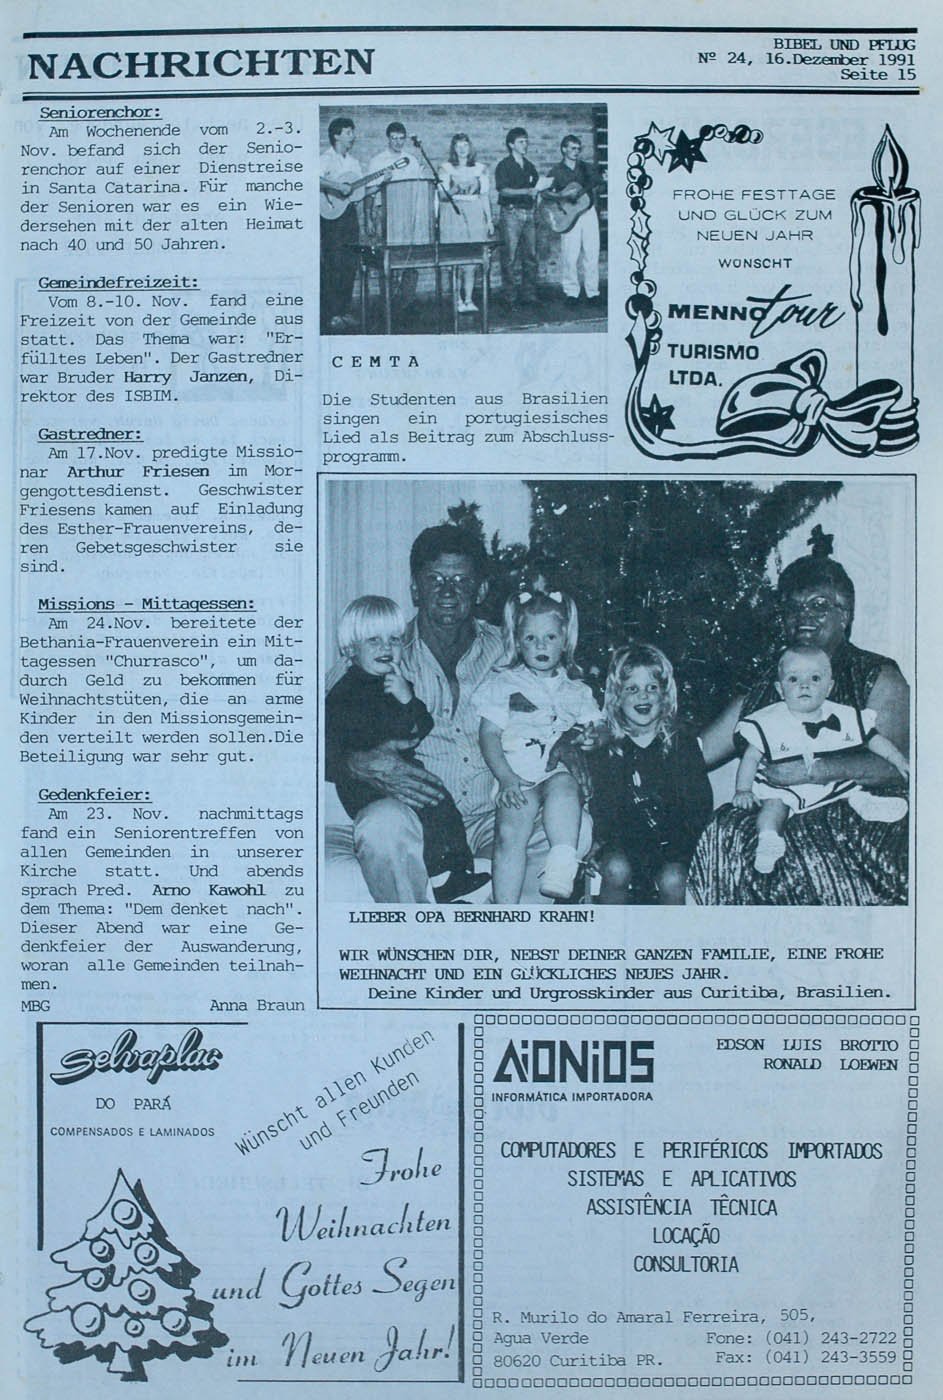 NACHRICHTEN
BIBEL UND PFLUG
Nº 24, 16.Dezember 1991
Seite 15
Seniorenchor:
Am Wochenende vom 2.-3.
Nov. befand sich der Senio-
renchor auf einer Dienstreise
in Santa Catarina. Für manche
der Senioren war es ein Wie-
dersehen mit der alten Heimat
nach 40 und 50 Jahren.
Gemeindefreizeit:
Vom 8.-10. Nov. fand eine
Freizeit von der Gemeinde aus
statt. Das Thema war: "Er-
fülltes Leben". Der Gastredner
war Bruder Harry Janzen, Di-
rektor des ISBIM.
Gastredner:
Am 17.Nov. predigte Missio-
nar Arthur Friesen im Mor-
gengottesdienst. Geschwister
Friesens kamen auf Einladung
des Esther-Frauenvereins, de-
ren Gebetsgeschwister sie
sind.
Missions - Mittagessen:
Am 24.Nov. bereitete der
Bethania-Frauenverein ein Mit-
tagessen "Churrasco", um da-
durch Geld zu bekommen für
Weihnachtstüten, die an arme
Kinder in den Missionsgemein-
den verteilt werden sollen.Die
Beteiligung war sehr gut.
Gedenkfeier:
Am 23. Nov. nachmittags
fand ein Seniorentreffen von
allen Gemeinden in unserer
Kirche statt. Und abends
sprach Pred. Arno Kawohl zu
dem Thema: "Dem denket nach".
Dieser Abend war eine Ge-
denkfeier der Auswanderung,
woran alle Gemeinden teilnah-
men.
MBG Anna Braun
CEMTA
Die Studenten aus Brasilien
singen ein portugiesisches
Lied als Beitrag zum Abschluss-
programm.
FROHE FESTTAGE
UND GLÜCK ZUM
NEUEN JAHR
WÜNSCHT
MENNO tour
TURISMO
LTDA.
LIEBER OPA BERNHARD KRAHN!
WIR WÜNSCHEN DIR, NEBST DEINER GANZEN FAMILIE, EINE FROHE
WEIHNACHT UND EIN GLÜCKLICHES NEUES JAHR.
Deine Kinder und Urgrosskinder aus Curitiba, Brasilien.
Selvaplac
DO PARÁ
COMPENSADOS E LAMINADOS
Wünscht allen Kunden
und Freunden
Frohe
Weihnachten
und Gottes Segen
im Neuen Jahr!
AIONIOS
INFORMÁTICA IMPORTADORA
EDSON LUIS BROTTO
RONALD LOEWEN
COMPUTADORES E PERIFÉRICOS IMPORTADOS
SISTEMAS E APLICATIVOS
ASSISTÊNCIA TÉCNICA
LOCAÇÃO
CONSULTORIA
R. Murilo do Amaral Ferreira, 505,
Agua Verde Fone: (041) 243-2722
80620 Curitiba PR. Fax: (041) 243-3559